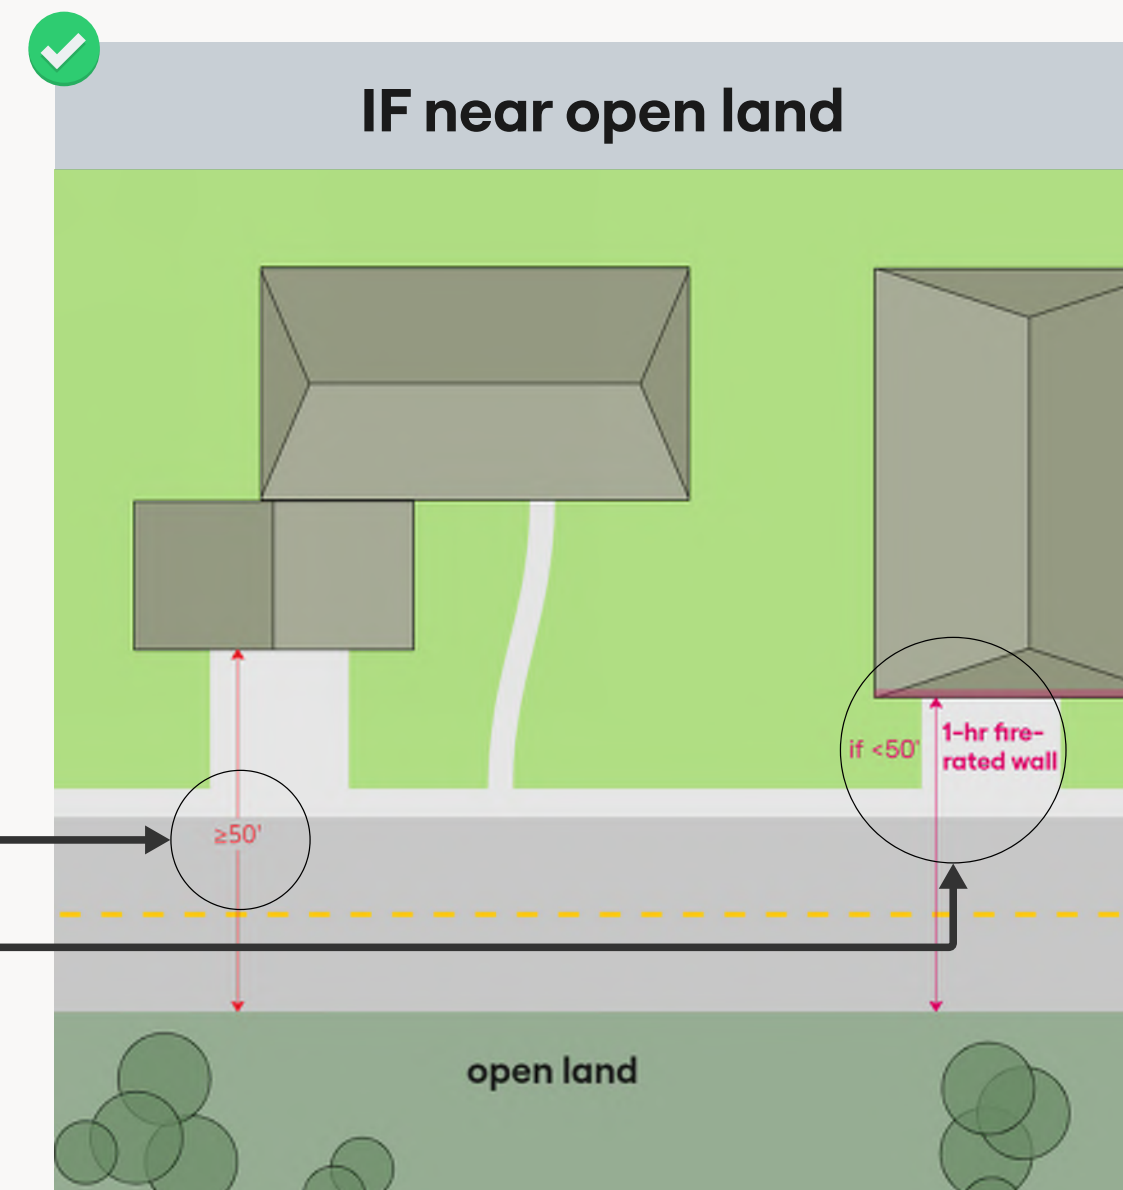 IF near open land
if <50'
1-hr fire-
rated wall
≥50'
open land